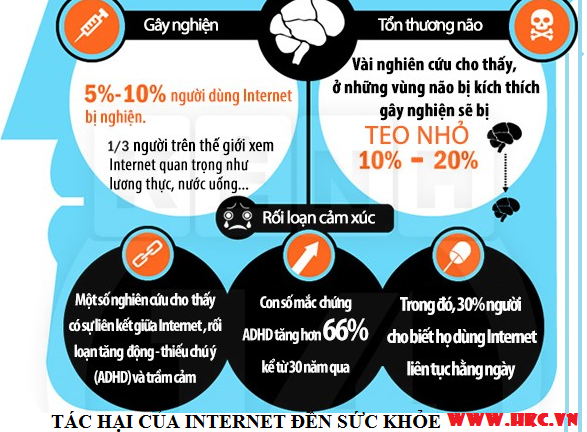 Gây nghiện
5%-10% người dùng Internet
bị nghiện.
1/3 người trên thế giới xem
Internet quan trọng như
lương thực, nước uống...
Tổn thương não
Vài nghiên cứu cho thấy,
ở những vùng não bị kích thích
gây nghiện sẽ bị
TEO NHỎ
10% - 20%
Rối loạn cảm xúc
Một số nghiên cứu cho thấy
có sự liên kết giữa Internet, rối
loạn tăng động - thiếu chú ý
(ADHD) và trầm cảm
Con số mắc chứng
ADHD tăng hơn 66%
kể từ 30 năm qua
Trong đó, 30% người
cho biết họ dùng Internet
liên tục hằng ngày
TÁC HẠI CỦA INTERNET ĐẾN SỨC KHỎE WWW.HRC.VN